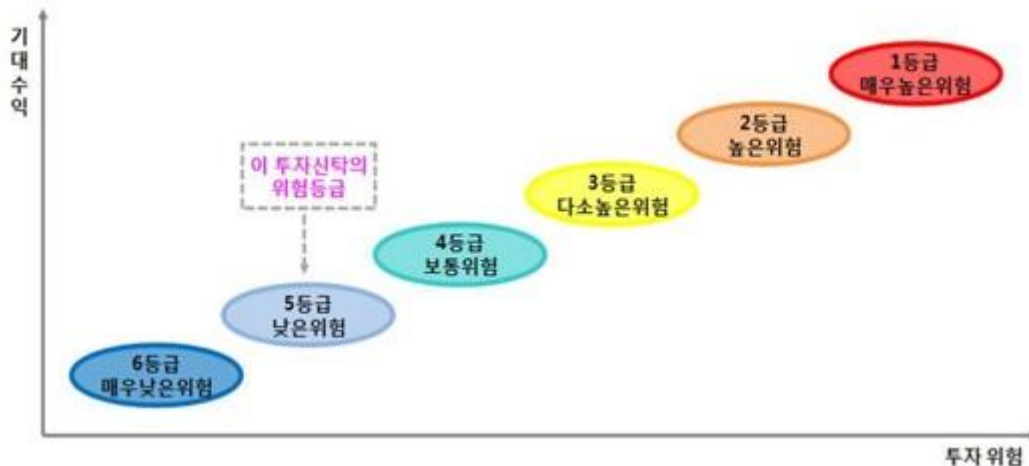 기대수익
1등급
매우높은위험
2등급
높은위험
이 투자신탁의
위험등급
3등급
다소높은위험
4등급
보통위험
5등급
낮은위험
6등급
매우낮은위험
투자 위험